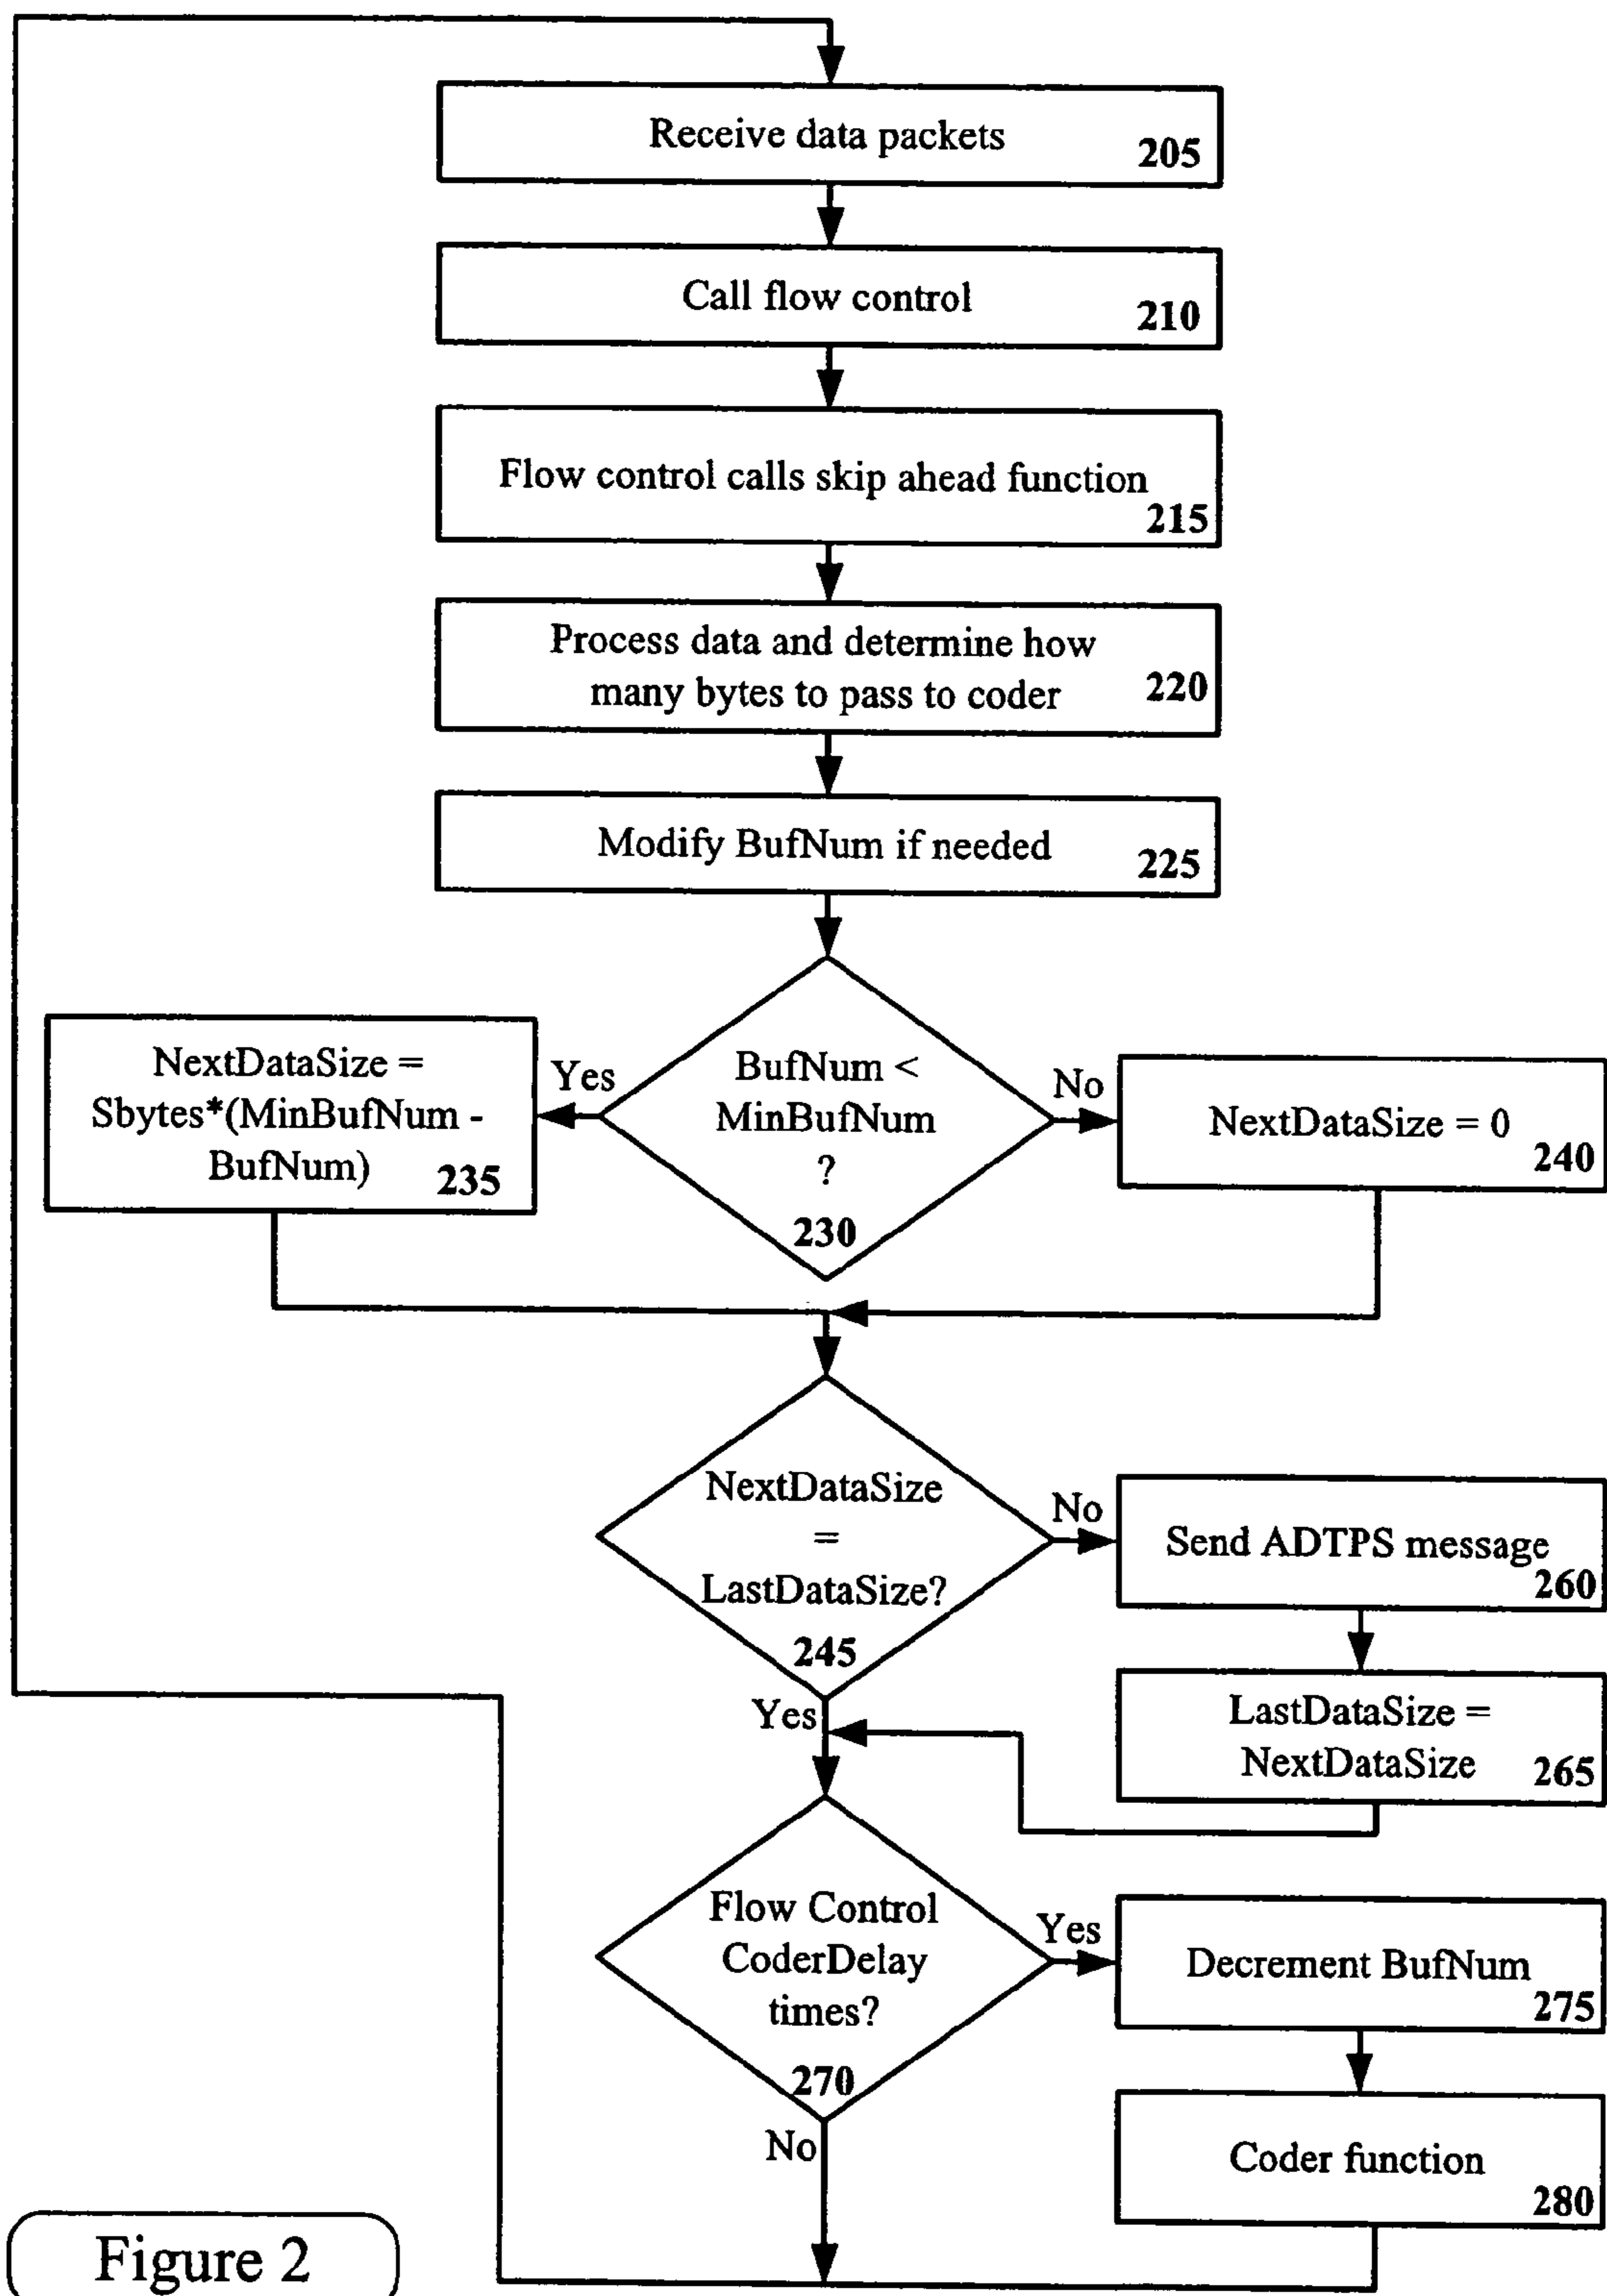 Receive data packets
205
Call flow control
210
Flow control calls skip ahead function
215
Process data and determine how
many bytes to pass to coder
220
Modify BufNum if needed
225
BufNum <
MinBufNum
?
230
Yes
No
NextDataSize =
Sbytes*(MinBufNum -
BufNum)
235
NextDataSize = 0
240
NextDataSize
=
LastDataSize?
245
No
Yes
Send ADTPS message
260
LastDataSize =
NextDataSize
265
Flow Control
CoderDelay
times?
270
Yes
No
Decrement BufNum
275
Coder function
280
Figure 2